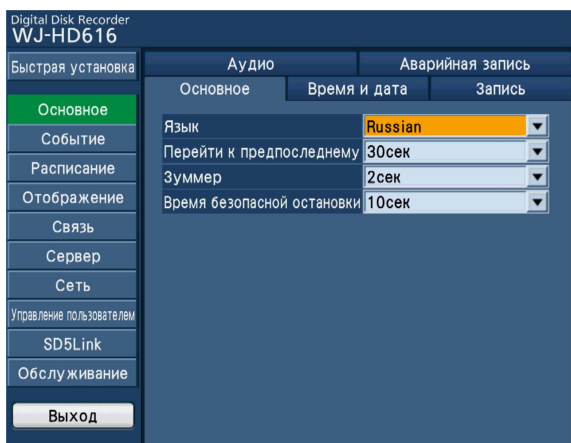 Digital Disk Recorder
WJ-HD616
Быстрая установка
Аудио
Аварийная запись
Основное
Время и дата
Запись
Основное
Событие
Расписание
Отображение
Связь
Сервер
Сеть
Управление пользователем
SD5Link
Обслуживание
Выход
Язык Russian
Перейти к предпоследнему 30сек
Зуммер 2сек
Время безопасной остановки 10сек